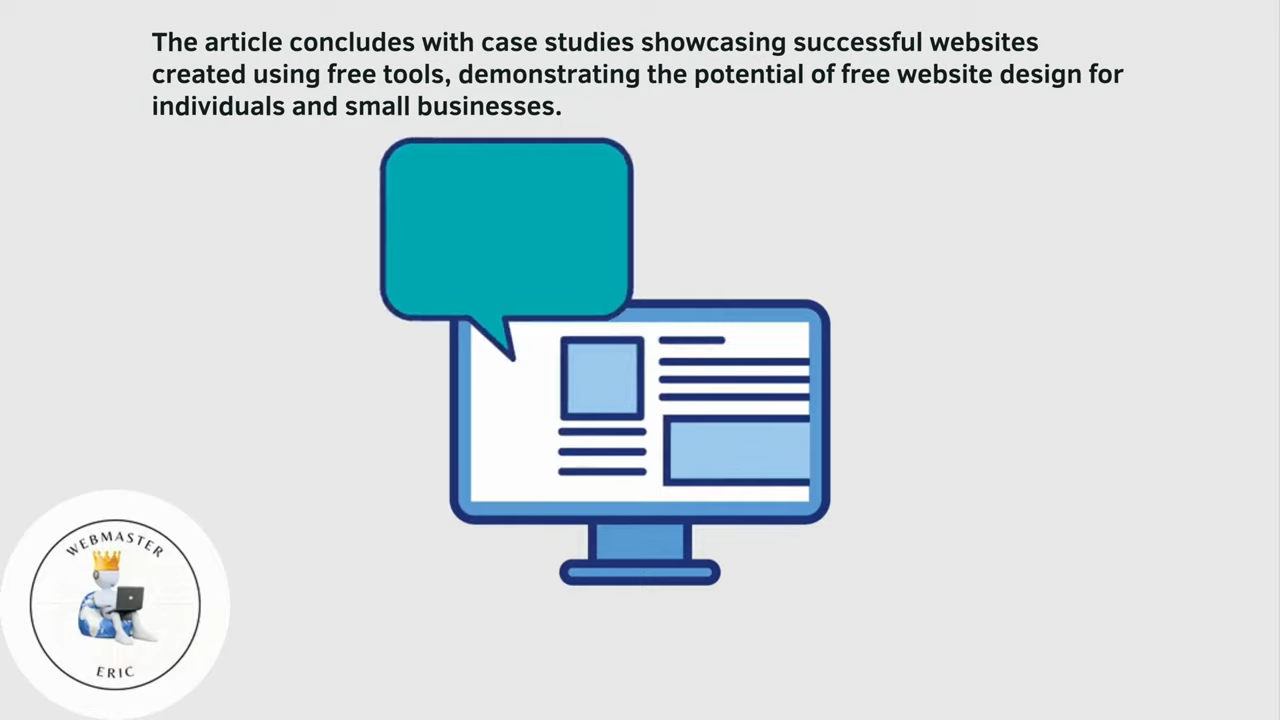 The article concludes with case studies showcasing successful websites
created using free tools, demonstrating the potential of free website design for
individuals and small businesses.
WEBMASTER
ERIC